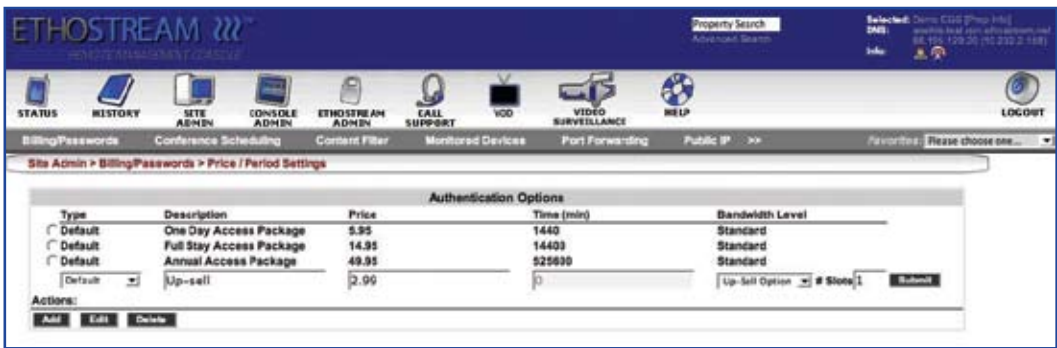 ETHOSTREAM
REMOTE MANAGEMENT CONSOLE
Property Search
Advanced Search
Selected: Demo CGS [Prop Info]
DNS:
Info:
STATUS
HISTORY
SITE ADMIN
CONSOLE ADMIN
ETHOSTREAM ADMIN
CALL SUPPORT
VOD
VIDEO SURVEILLANCE
HELP
LOGOUT
Billing/Passwords Conference Scheduling Content Filter Monitored Devices Port Forwarding Public IP >> Favorites: Please choose one...
Site Admin > Billing/Passwords > Price / Period Settings
Authentication Options
Type Description Price Time (min) Bandwidth Level
Default One Day Access Package 5.95 1440 Standard
Default Full Stay Access Package 14.95 14400 Standard
Default Annual Access Package 49.95 525600 Standard
Default Up-sell 2.99 0 Up-Sell Option # Slots 1 Submit
Actions:
Add Edit Delete